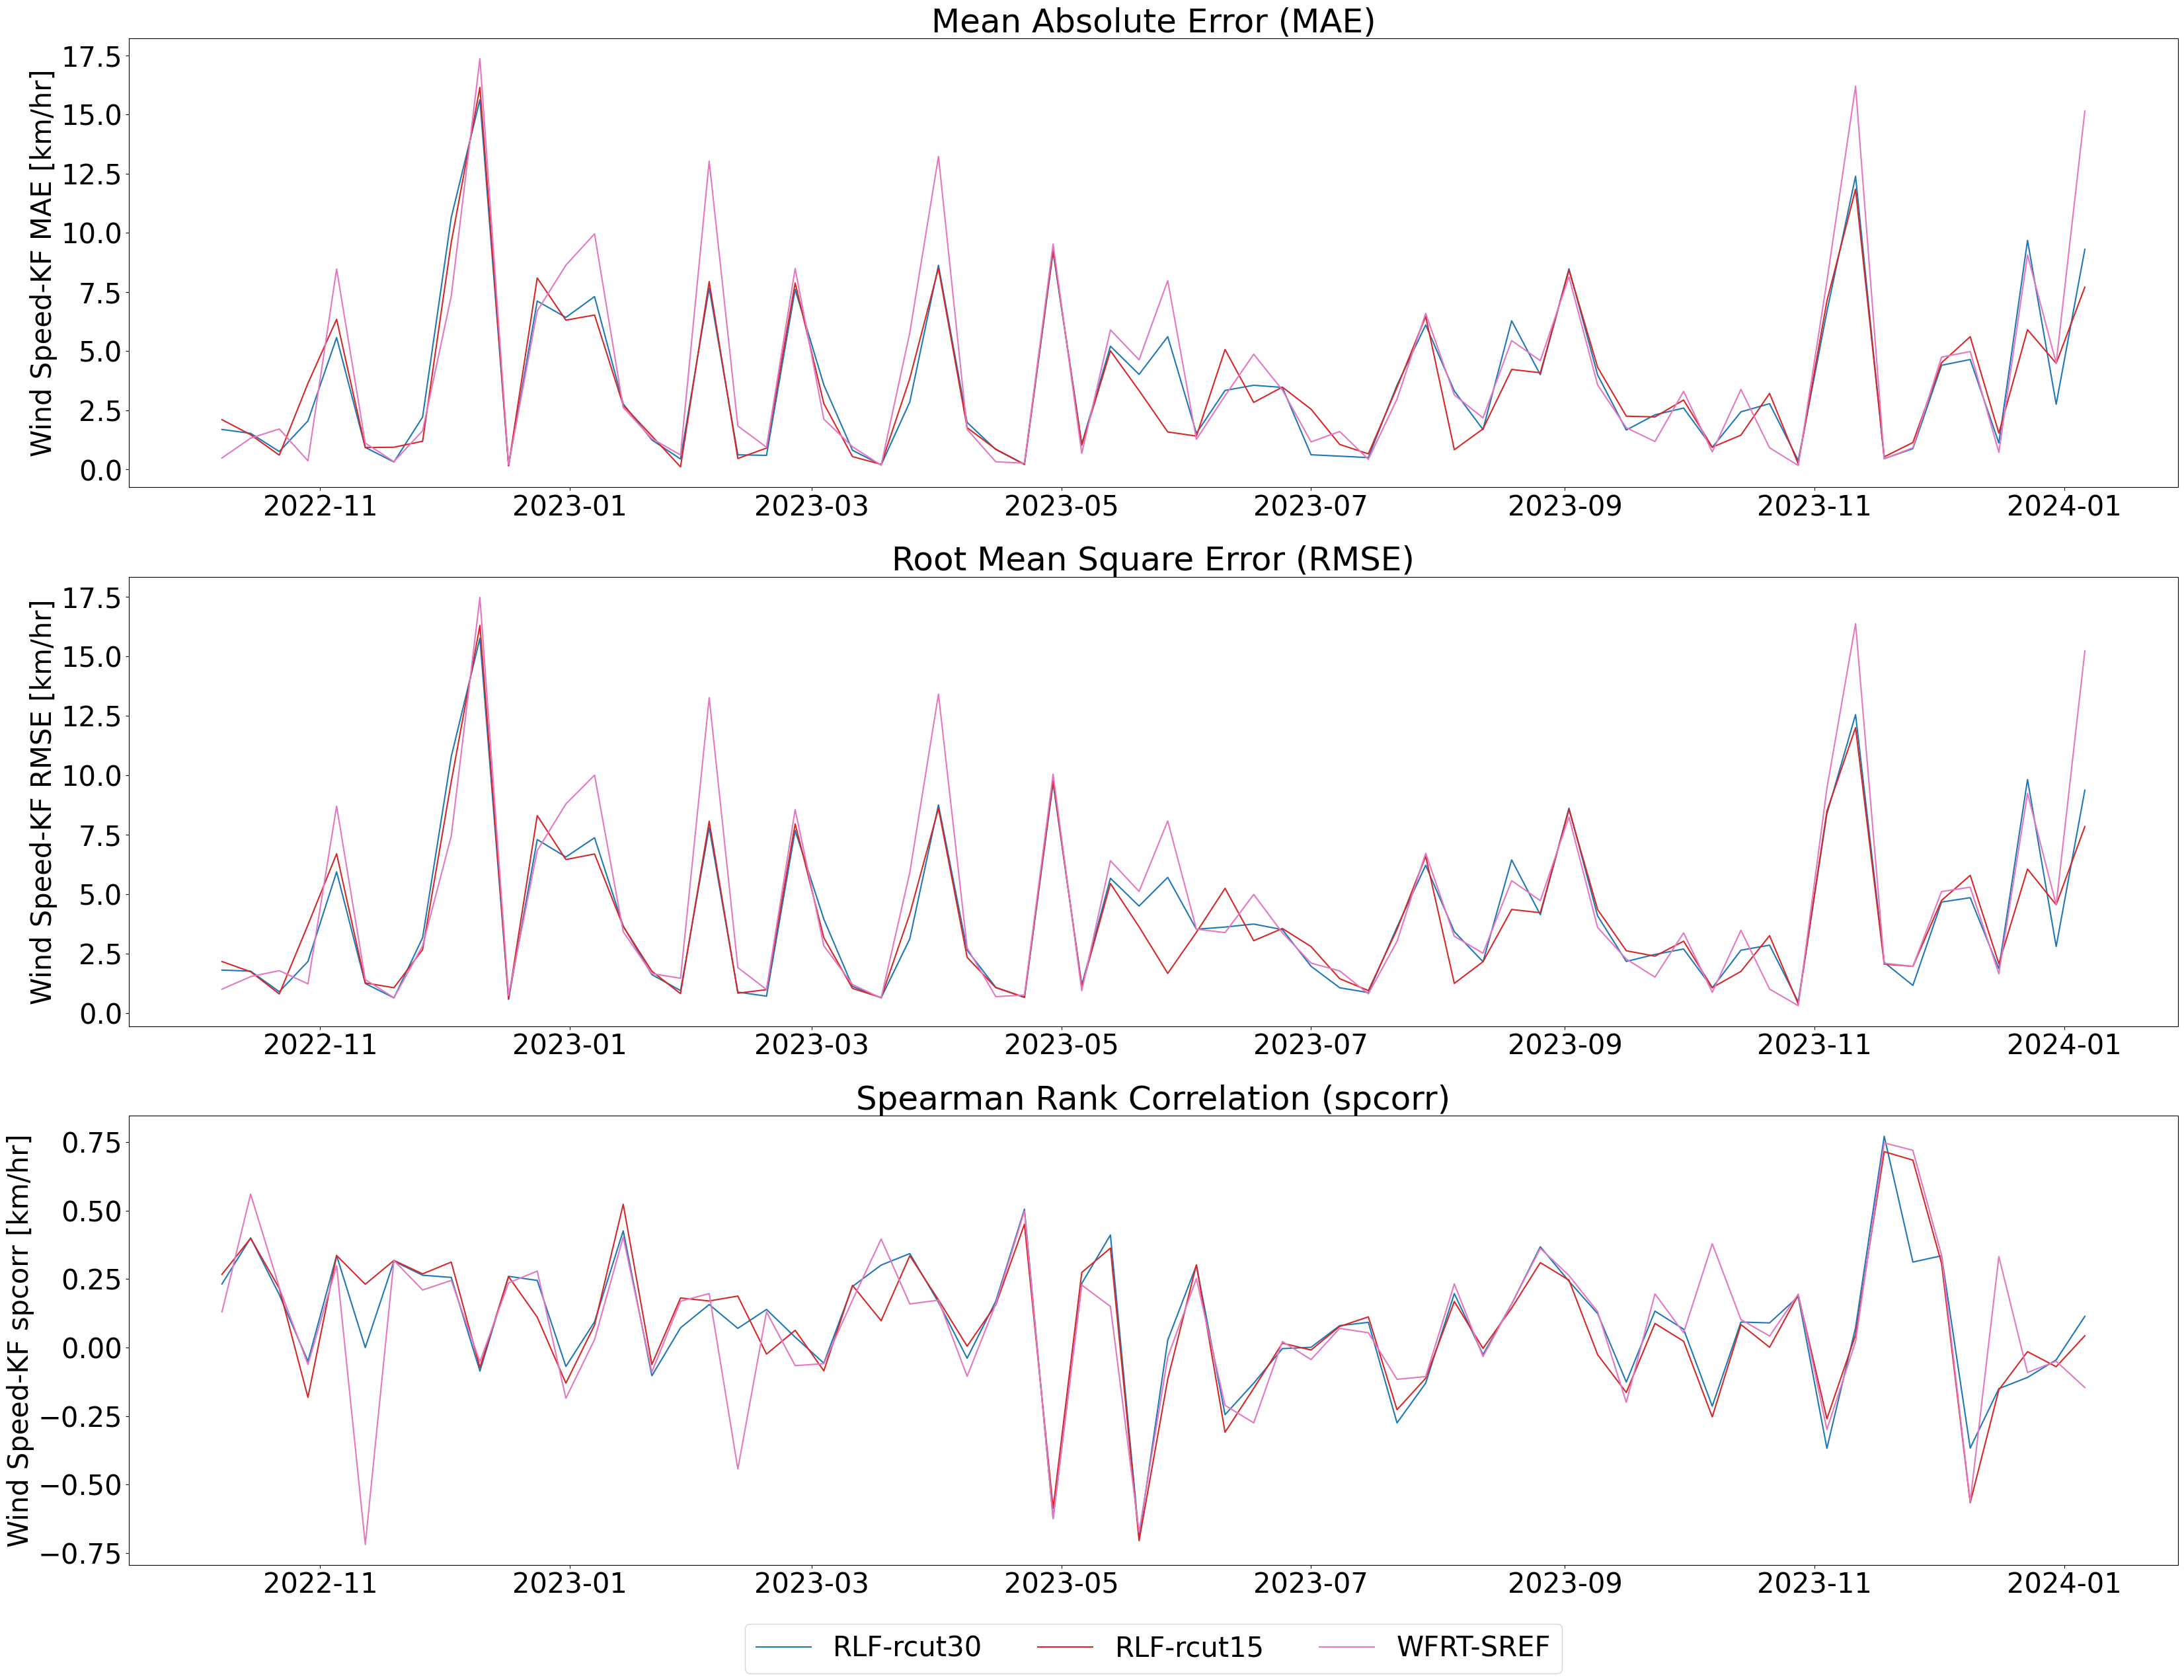 Mean Absolute Error (MAE)
Wind Speed-KF MAE [km/hr]
17.5
15.0
12.5
10.0
7.5
5.0
2.5
0.0
2022-11 2023-01 2023-03 2023-05 2023-07 2023-09 2023-11 2024-01
Root Mean Square Error (RMSE)
Wind Speed-KF RMSE [km/hr]
17.5
15.0
12.5
10.0
7.5
5.0
2.5
0.0
2022-11 2023-01 2023-03 2023-05 2023-07 2023-09 2023-11 2024-01
Spearman Rank Correlation (spcorr)
Wind Speed-KF spcorr [km/hr]
0.75
0.50
0.25
0.00
−0.25
−0.50
−0.75
2022-11 2023-01 2023-03 2023-05 2023-07 2023-09 2023-11 2024-01
RLF-rcut30 RLF-rcut15 WFRT-SREF